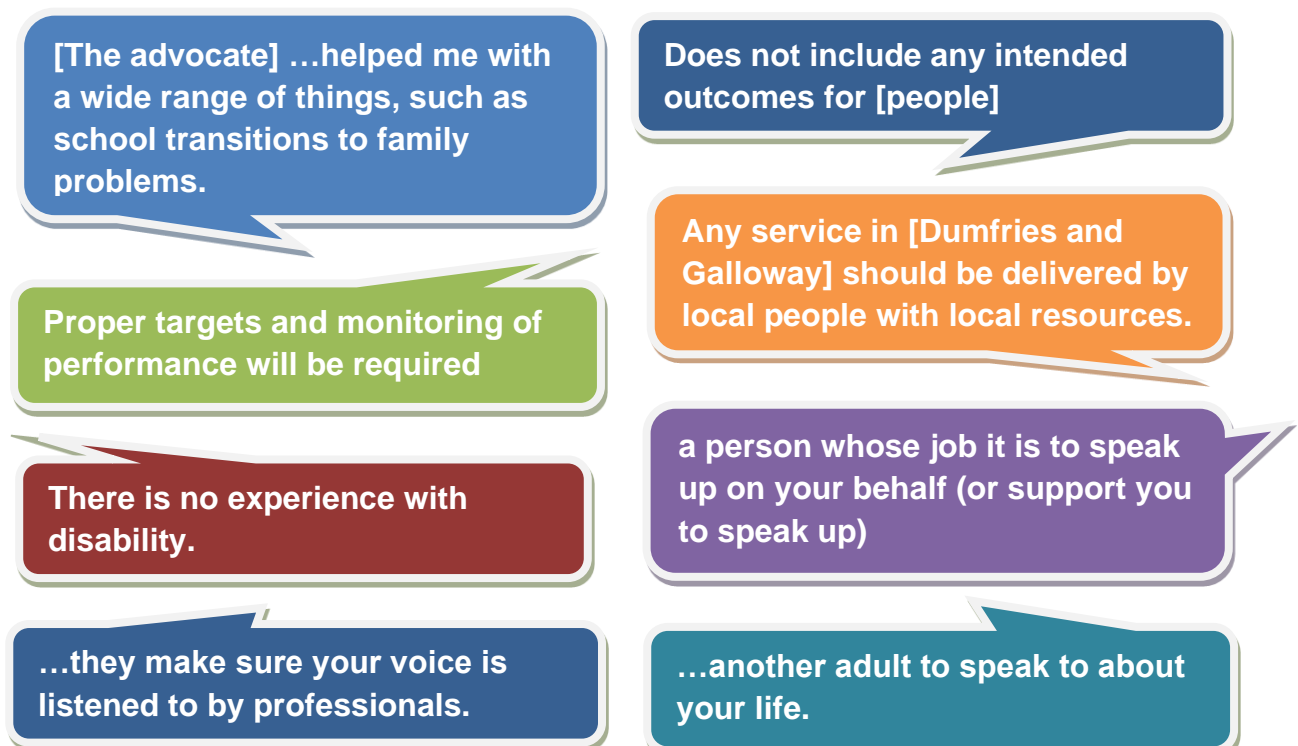 [The advocate] …helped me with
a wide range of things, such as
school transitions to family
problems.
Does not include any intended
outcomes for [people]
Any service in [Dumfries and
Galloway] should be delivered by
local people with local resources.
Proper targets and monitoring of
performance will be required
a person whose job it is to speak
up on your behalf (or support you
to speak up)
There is no experience with
disability.
…they make sure your voice is
listened to by professionals.
…another adult to speak to about
your life.